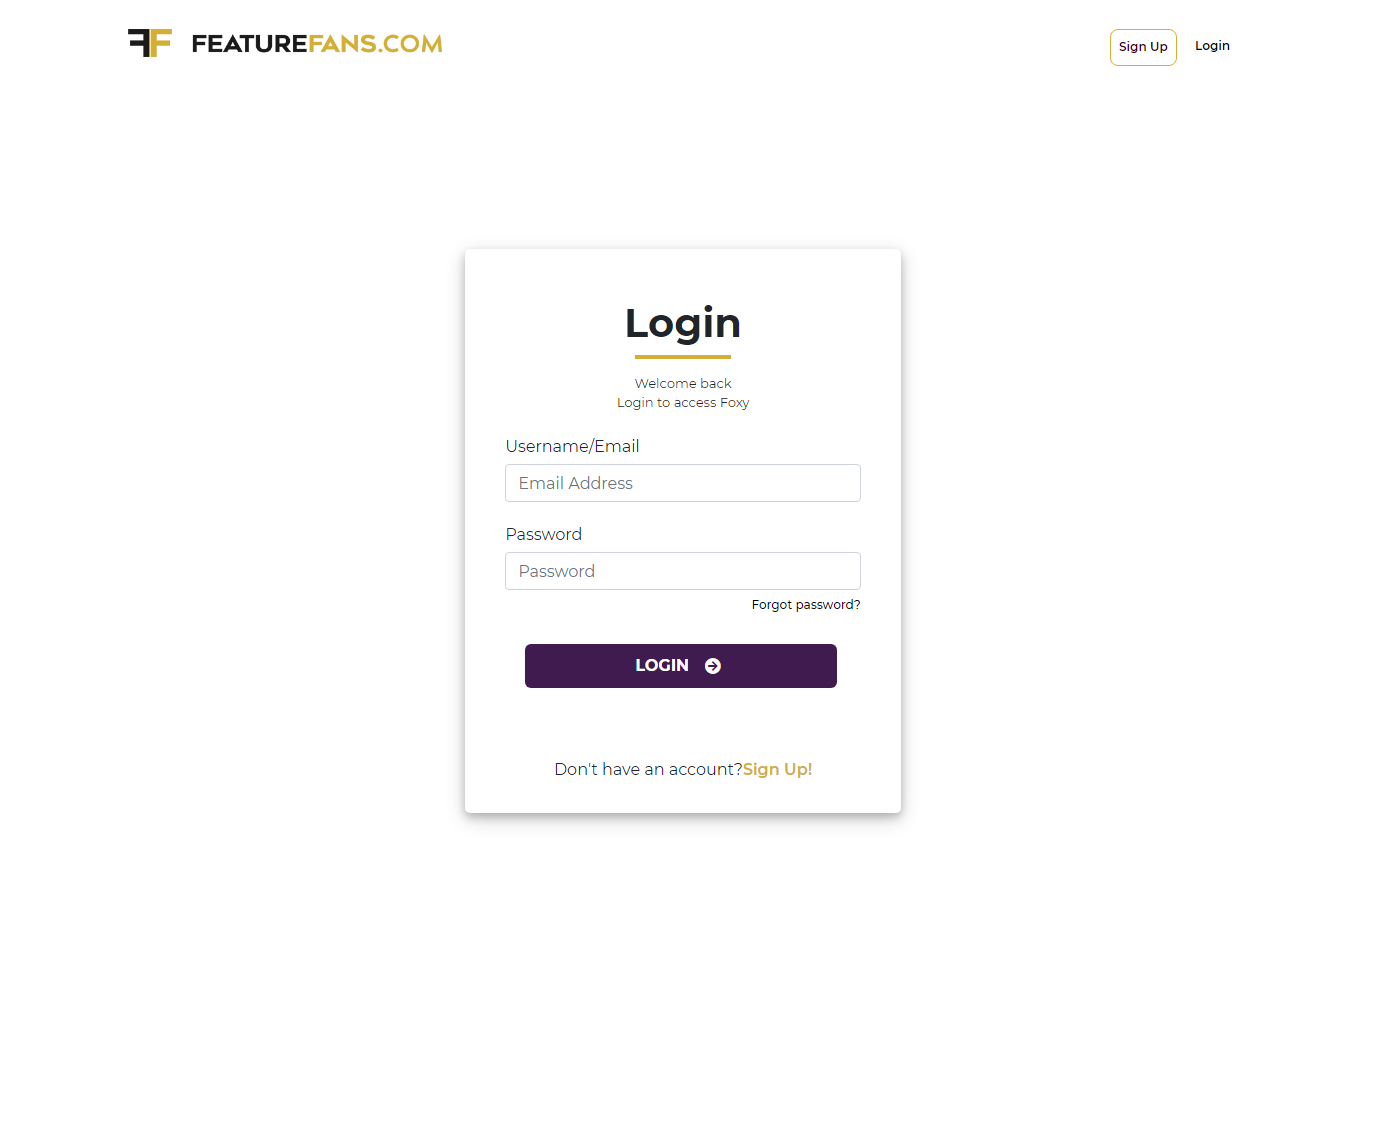 FF FEATUREFANS.COM
Sign Up
Login
Login
Welcome back
Login to access Foxy
Username/Email
Email Address
Password
Password
Forgot password?
LOGIN
Don't have an account?Sign Up!